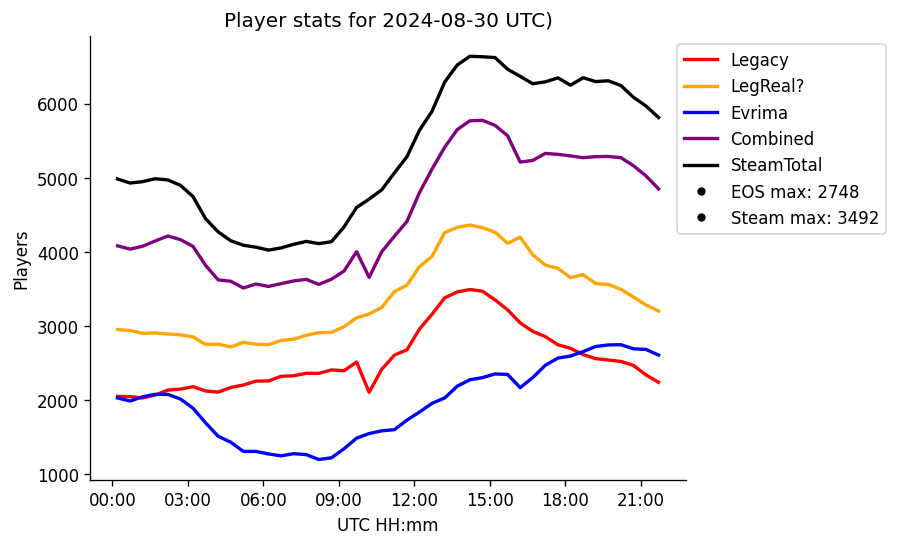 Player stats for 2024-08-30 UTC)
Legacy
LegReal?
Evrima
Combined
SteamTotal
EOS max: 2748
Steam max: 3492
Players
6000
5000
4000
3000
2000
1000
00:00 03:00 06:00 09:00 12:00 15:00 18:00 21:00
UTC HH:mm